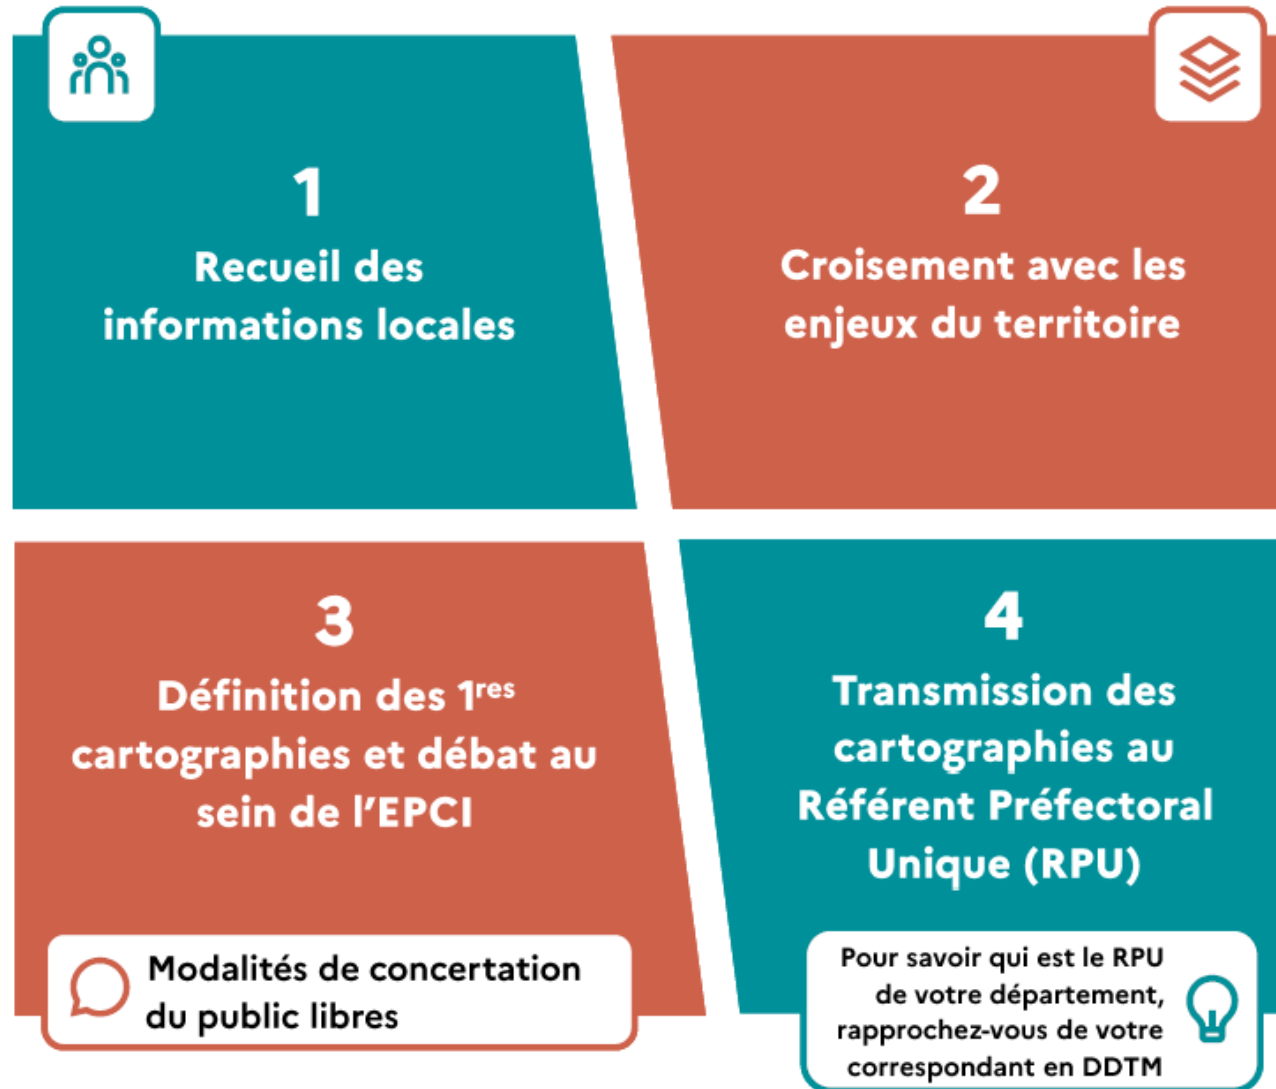 1
Recueil des
informations locales
2
Croisement avec les
enjeux du territoire
3
Définition des 1res
cartographies et débat au
sein de l'EPCI
Modalités de concertation
du public libres
4
Transmission des
cartographies au
Référent Préfectoral
Unique (RPU)
Pour savoir qui est le RPU
de votre département,
rapprochez-vous de votre
correspondant en DDTM